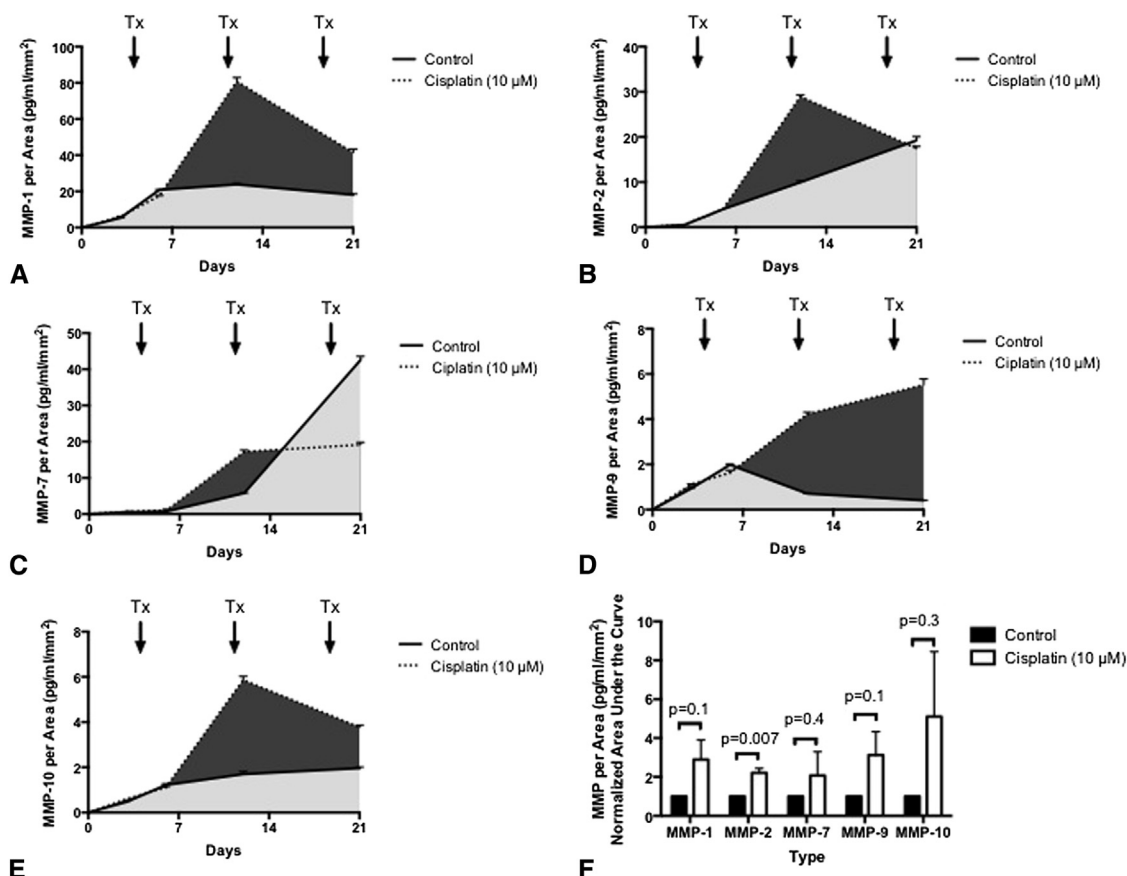 Tx Tx Tx
MMP-1 per Area (pg/ml/mm²)
100
80
60
40
20
0
0 7 14 21
Days
Control
Cisplatin (10 µM)
A
Tx Tx Tx
MMP-2 per Area (pg/ml/mm²)
40
30
20
10
0
0 7 14 21
Days
Control
Cisplatin (10 µM)
B
Tx Tx Tx
MMP-7 per Area (pg/ml/mm²)
50
40
30
20
10
0
0 7 14 21
Days
Control
Ciplatin (10 µM)
C
Tx Tx Tx
MMP-9 per Area (pg/ml/mm²)
8
6
4
2
0
0 7 14 21
Days
Control
Cisplatin (10 µM)
D
Tx Tx Tx
MMP-10 per Area (pg/ml/mm²)
8
6
4
2
0
0 7 14 21
Days
Control
Cisplatin (10 µM)
E
MMP per Area (pg/ml/mm²)
Normalized Area Under the Curve
10
8
6
4
2
0
p=0.1
p=0.007
p=0.4
p=0.1
p=0.3
MMP-1 MMP-2 MMP-7 MMP-9 MMP-10
Type
Control
Cisplatin (10 µM)
F